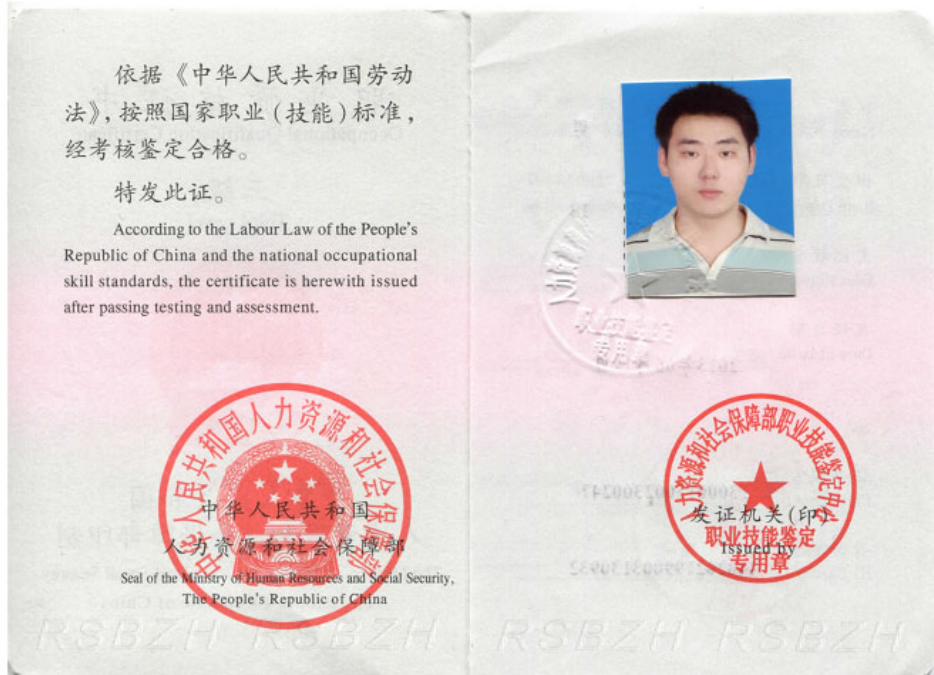 依据《中华人民共和国劳动
法》，按照国家职业（技能）标准，
经考核鉴定合格。
特发此证。
According to the Labour Law of the People's
Republic of China and the national occupational
skill standards, the certificate is herewith issued
after passing testing and assessment.
中华人民共和国人力资源和社会保障部
中华人民共和国
人力资源和社会保障部
Seal of the Ministry of Human Resources and Social Security,
The People's Republic of China
RSBZH RSBZH
专用章
人力资源和社会保障部职业技能鉴定中心
发证机关(印)
职业技能鉴定
Issued by
专用章
RSBZH RSBZH